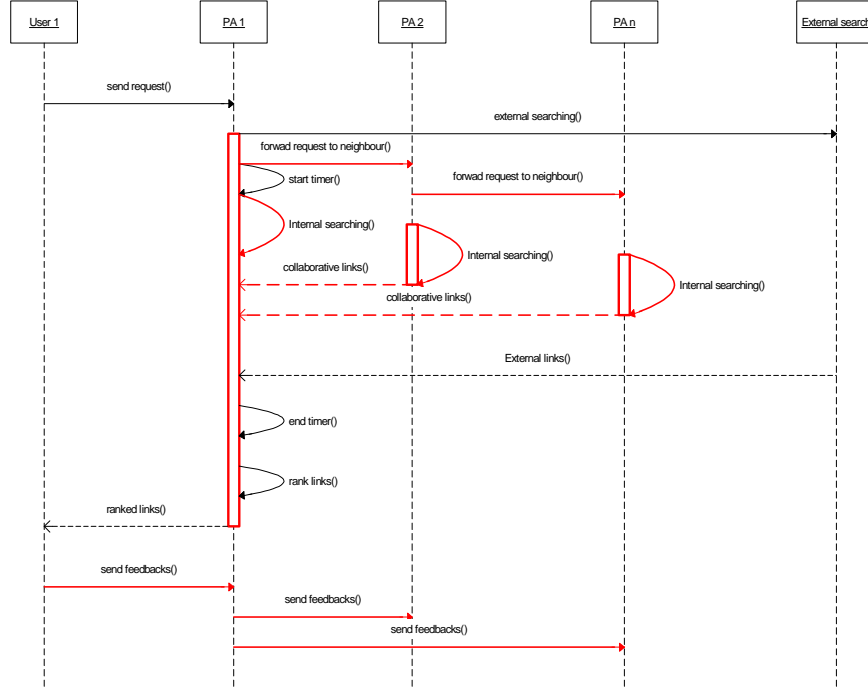 User 1
PA 1
PA 2
PA n
External search
send request()
external searching()
forwad request to neighbour()
start timer()
forwad request to neighbour()
Internal searching()
Internal searching()
collaborative links()
Internal searching()
collaborative links()
External links()
end timer()
rank links()
ranked links()
send feedbacks()
send feedbacks()
send feedbacks()